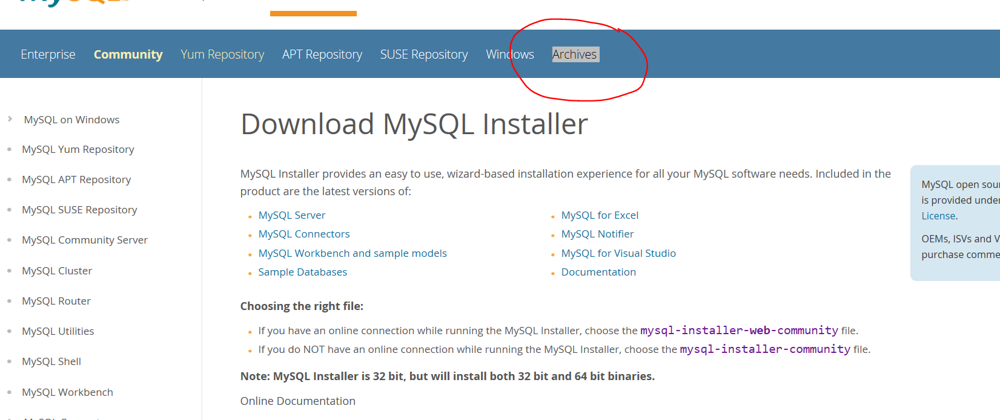 MySQL
Enterprise Community Yum Repository APT Repository SUSE Repository Windows Archives
MySQL on Windows
MySQL Yum Repository
MySQL APT Repository
MySQL SUSE Repository
MySQL Community Server
MySQL Cluster
MySQL Router
MySQL Utilities
MySQL Shell
MySQL Workbench
Download MySQL Installer
MySQL Installer provides an easy to use, wizard-based installation experience for all your MySQL software needs. Included in the
product are the latest versions of:
MySQL Server
MySQL Connectors
MySQL Workbench and sample models
Sample Databases
MySQL for Excel
MySQL Notifier
MySQL for Visual Studio
Documentation
Choosing the right file:
If you have an online connection while running the MySQL Installer, choose the mysql-installer-web-community file.
If you do NOT have an online connection while running the MySQL Installer, choose the mysql-installer-community file.
Note: MySQL Installer is 32 bit, but will install both 32 bit and 64 bit binaries.
Online Documentation
MySQL open sou
is provided unde
License.
OEMs, ISVs and V
purchase comme